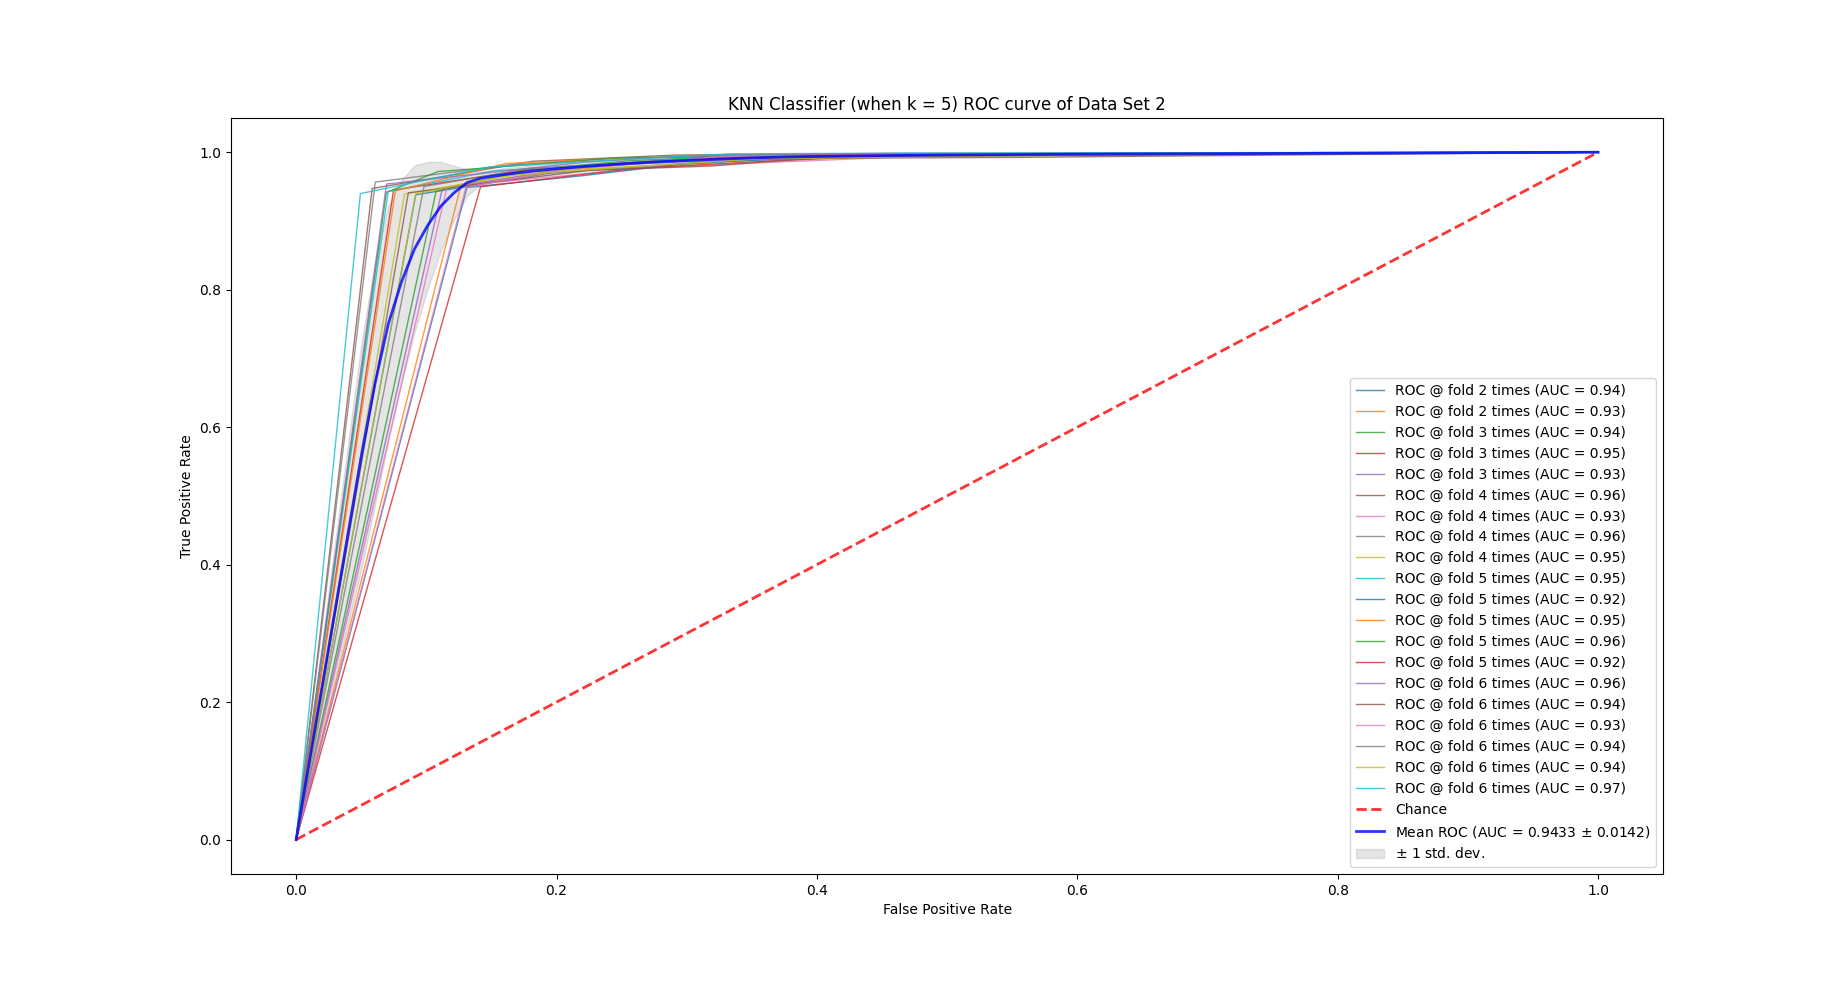 KNN Classifier (when k = 5) ROC curve of Data Set 2
1.0
0.8
0.6
0.4
0.2
0.0
True Positive Rate
0.0 0.2 0.4 0.6 0.8 1.0
False Positive Rate
ROC @ fold 2 times (AUC = 0.94)
ROC @ fold 2 times (AUC = 0.93)
ROC @ fold 3 times (AUC = 0.94)
ROC @ fold 3 times (AUC = 0.95)
ROC @ fold 3 times (AUC = 0.93)
ROC @ fold 4 times (AUC = 0.96)
ROC @ fold 4 times (AUC = 0.93)
ROC @ fold 4 times (AUC = 0.96)
ROC @ fold 4 times (AUC = 0.95)
ROC @ fold 5 times (AUC = 0.95)
ROC @ fold 5 times (AUC = 0.92)
ROC @ fold 5 times (AUC = 0.95)
ROC @ fold 5 times (AUC = 0.96)
ROC @ fold 5 times (AUC = 0.92)
ROC @ fold 6 times (AUC = 0.96)
ROC @ fold 6 times (AUC = 0.94)
ROC @ fold 6 times (AUC = 0.93)
ROC @ fold 6 times (AUC = 0.94)
ROC @ fold 6 times (AUC = 0.94)
ROC @ fold 6 times (AUC = 0.97)
Chance
Mean ROC (AUC = 0.9433 ± 0.0142)
± 1 std. dev.